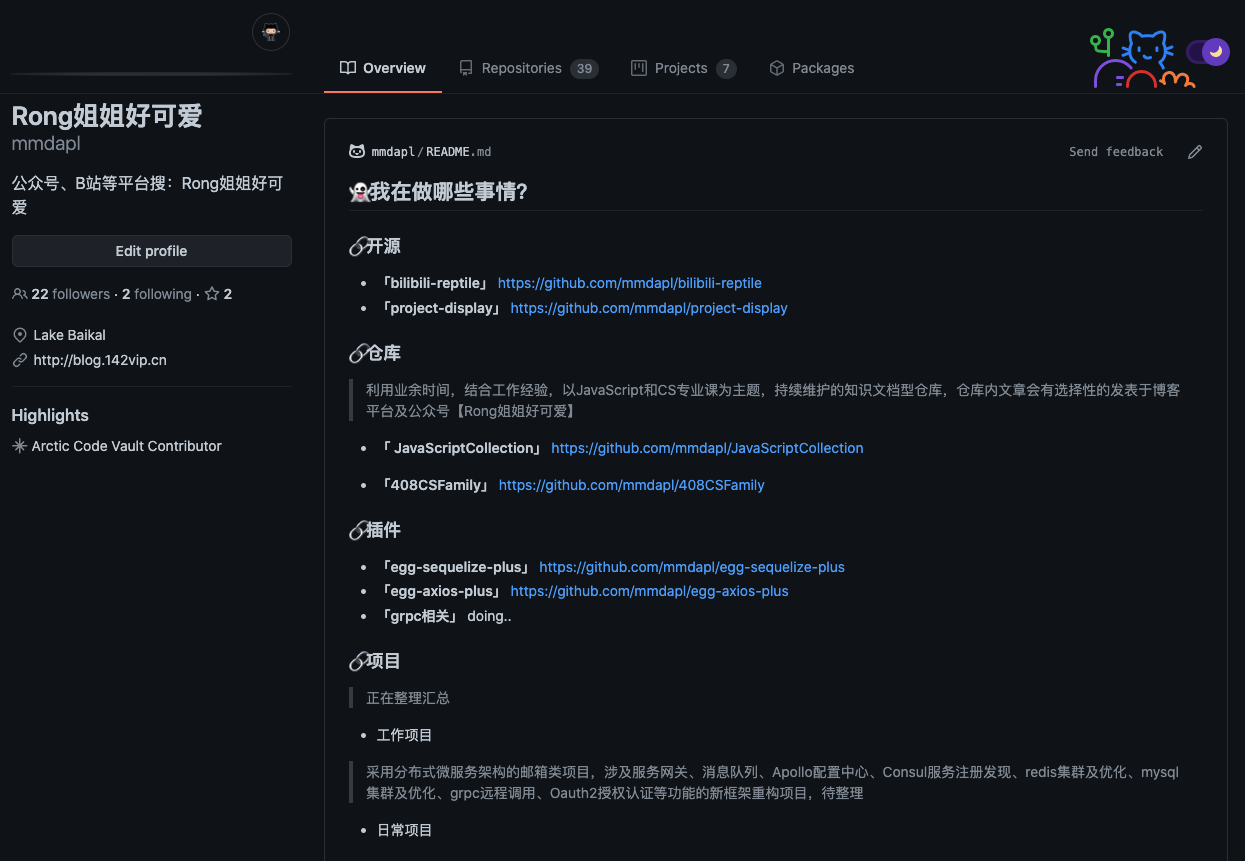 Overview
Repositories 39
Projects 7
Packages
Rong姐姐好可爱
mmdapl
公众号、B站等平台搜：Rong姐姐好可
爱
Edit profile
22 followers · 2 following · 2
Lake Baikal
http://blog.142vip.cn
Highlights
Arctic Code Vault Contributor
mmdapl/README.md
Send feedback
👻我在做哪些事情?
🔗开源
• 「bilibili-reptile」 https://github.com/mmdapl/bilibili-reptile
• 「project-display」 https://github.com/mmdapl/project-display
🔗仓库
利用业余时间，结合工作经验，以JavaScript和CS专业课为主题，持续维护的知识文档型仓库，仓库内文章会有选择性的发表于博客
平台及公众号【Rong姐姐好可爱】
• 「 JavaScriptCollection」 https://github.com/mmdapl/JavaScriptCollection
• 「408CSFamily」 https://github.com/mmdapl/408CSFamily
🔗插件
• 「egg-sequelize-plus」 https://github.com/mmdapl/egg-sequelize-plus
• 「egg-axios-plus」 https://github.com/mmdapl/egg-axios-plus
• 「grpc相关」 doing..
🔗项目
正在整理汇总
• 工作项目
采用分布式微服务架构的邮箱类项目，涉及服务网关、消息队列、Apollo配置中心、Consul服务注册发现、redis集群及优化、mysql
集群及优化、grpc远程调用、Oauth2授权认证等功能的新框架重构项目，待整理
• 日常项目